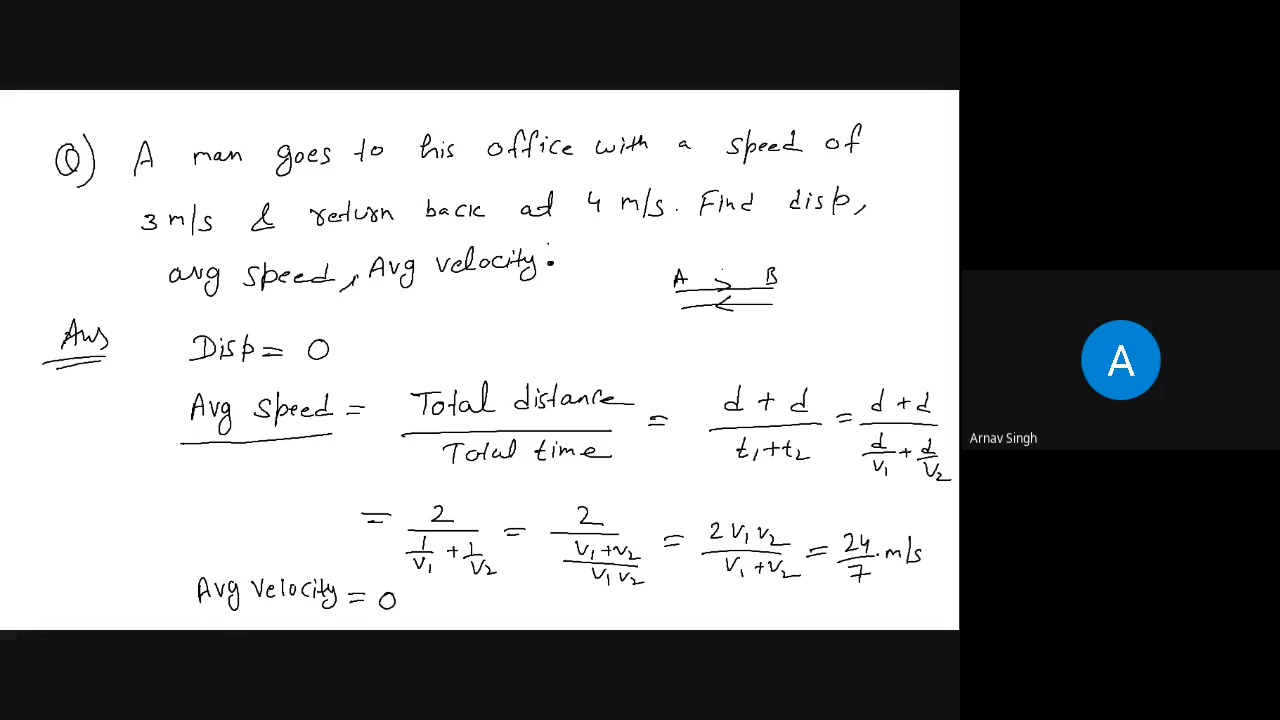 Q) A man goes to his office with a speed of
3 m/s & return back at 4 m/s. Find disp,
avg speed, Avg velocity.
A B
Ans Disp = 0
Avg speed = Total distance / Total time = d + d / t₁+t₂ = d + d / (d/V₁ + d/V₂)
= 2 / (1/V₁ + 1/V₂) = 2 / ((V₁+V₂)/(V₁V₂)) = 2V₁V₂ / (V₁+V₂) = 24/7 . m/s
Avg velocity = 0
A
Arnav Singh